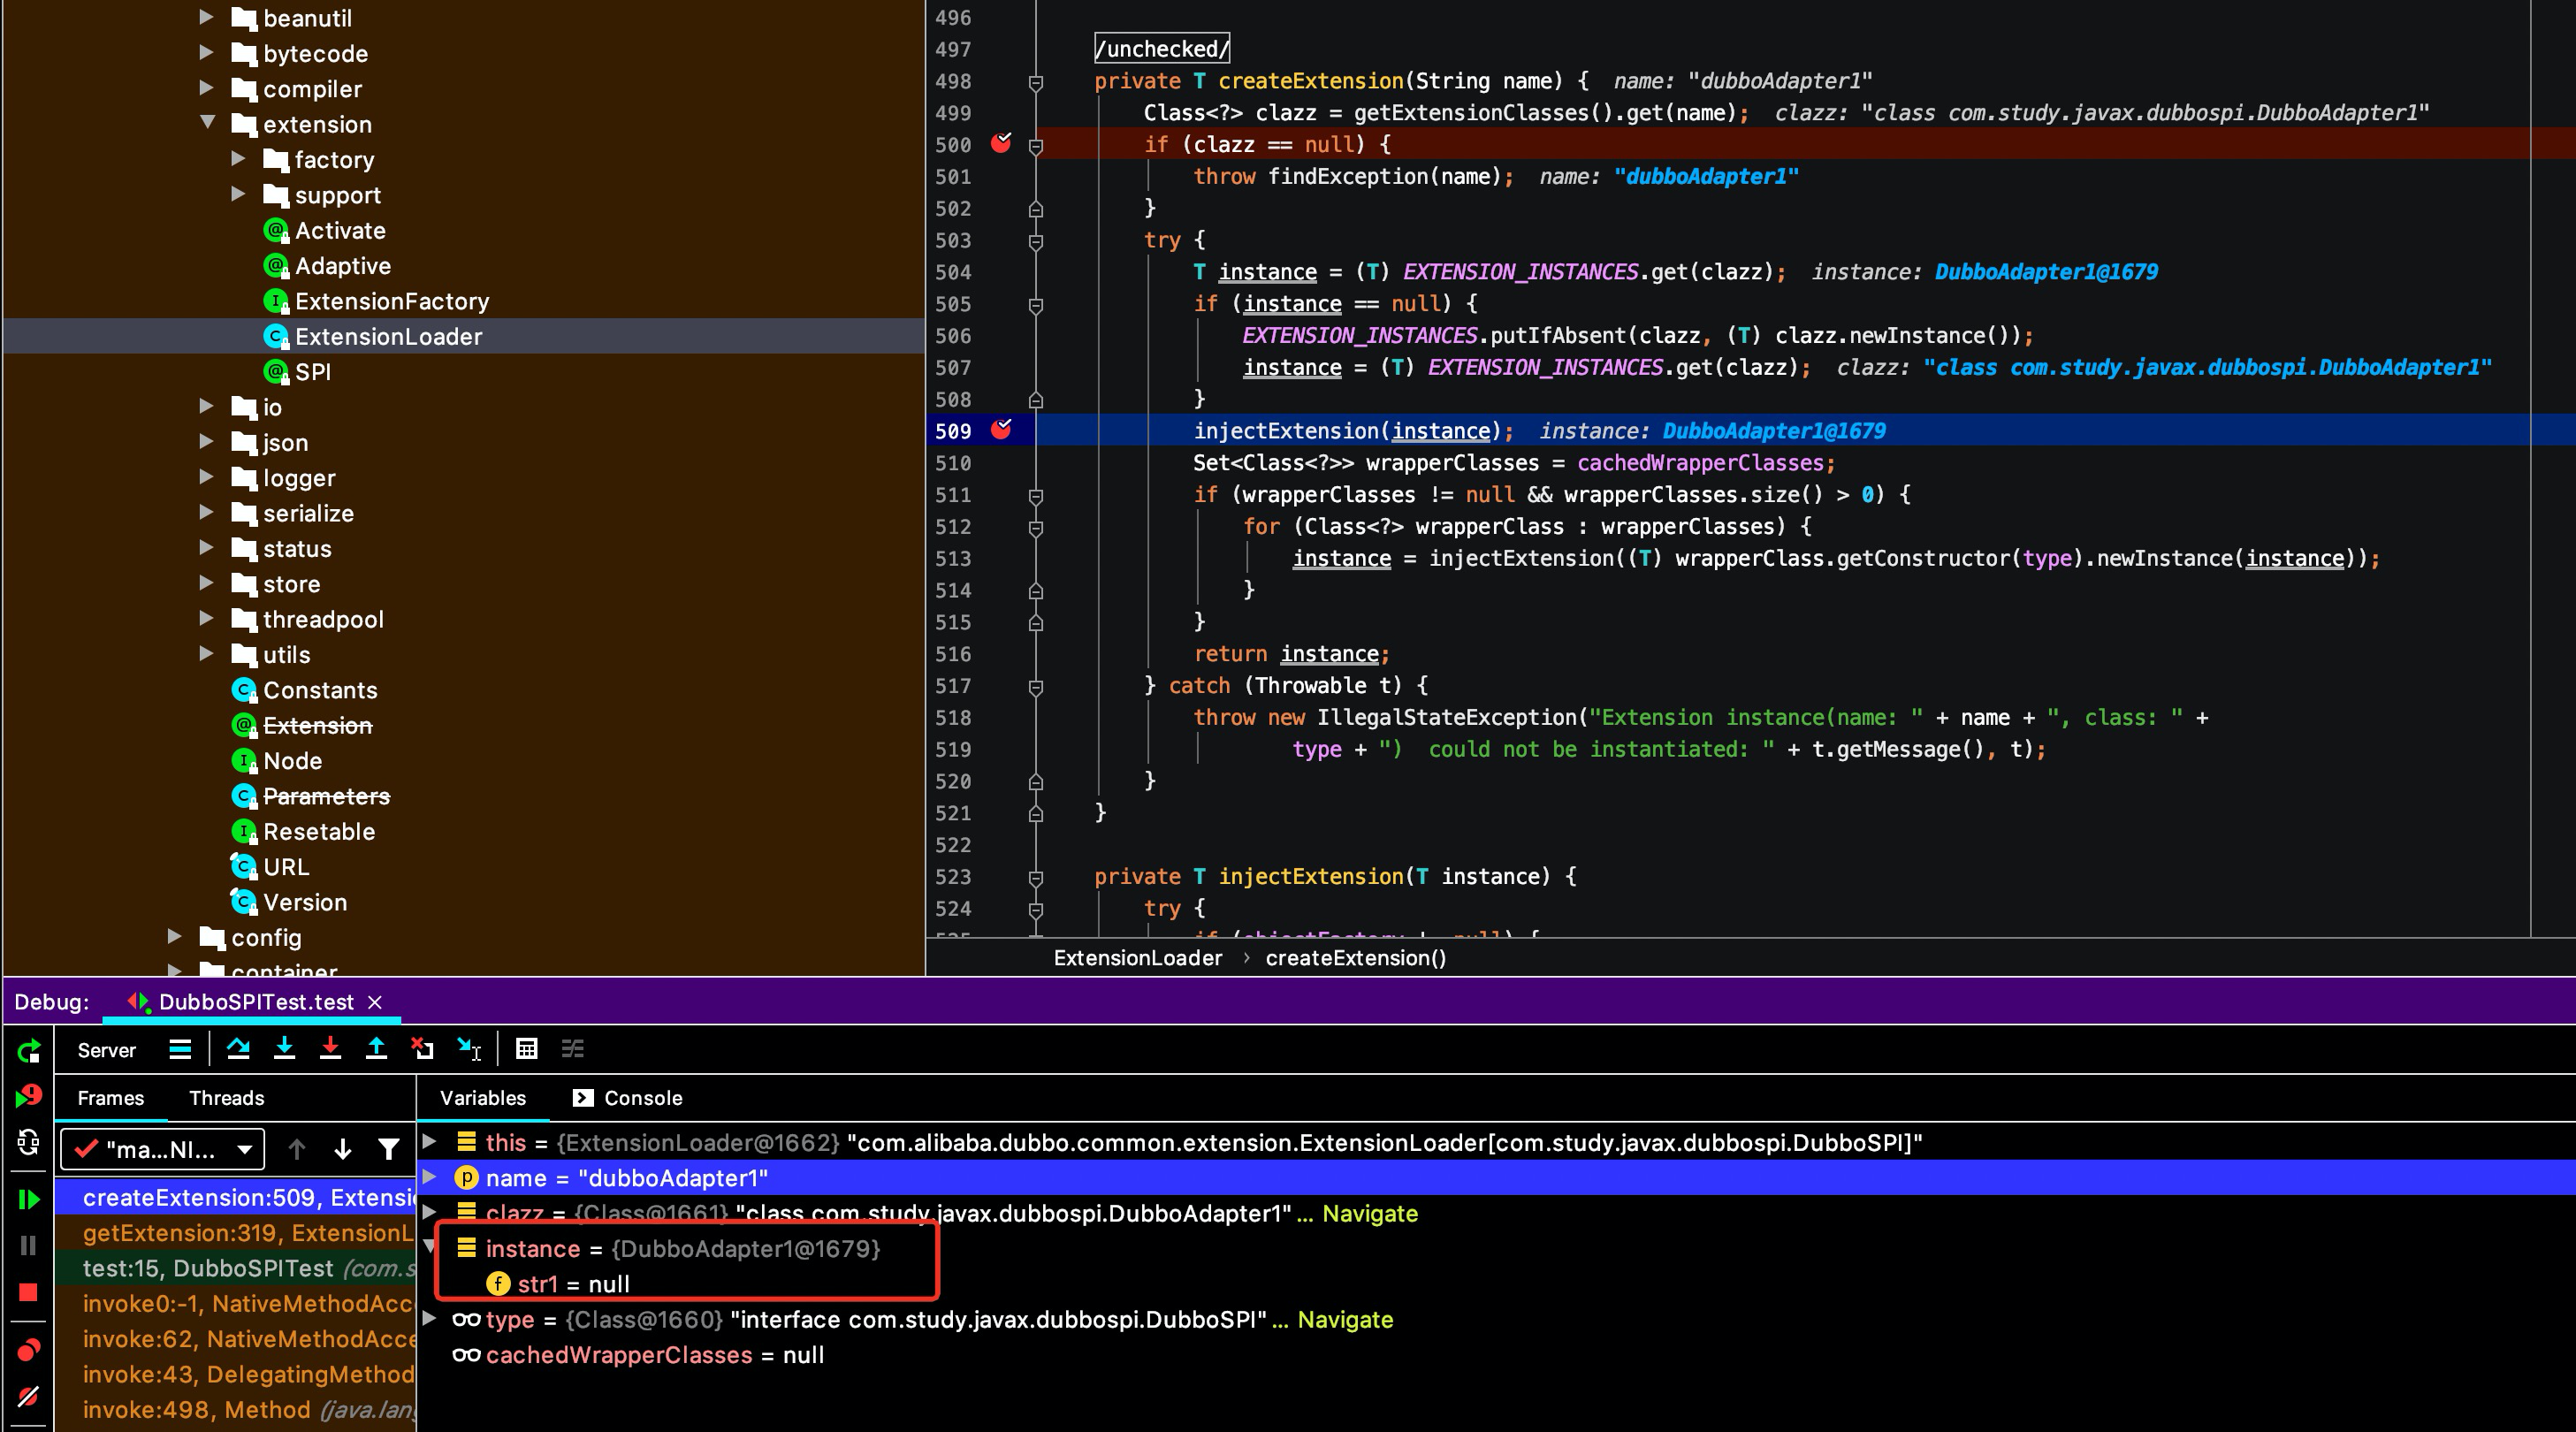 beanutil
bytecode
compiler
extension
factory
support
Activate
Adaptive
ExtensionFactory
ExtensionLoader
SPI
io
json
logger
serialize
status
store
threadpool
utils
Constants
Extension
Node
Parameters
Resetable
URL
Version
config
container
496
497 /unchecked/
498 private T createExtension(String name) { name: "dubboAdapter1"
499 Class<?> clazz = getExtensionClasses().get(name); clazz: "class com.study.javax.dubbospi.DubboAdapter1"
500 if (clazz == null) {
501 throw findException(name); name: "dubboAdapter1"
502 }
503 try {
504 T instance = (T) EXTENSION_INSTANCES.get(clazz); instance: DubboAdapter1@1679
505 if (instance == null) {
506 EXTENSION_INSTANCES.putIfAbsent(clazz, (T) clazz.newInstance());
507 instance = (T) EXTENSION_INSTANCES.get(clazz); clazz: "class com.study.javax.dubbospi.DubboAdapter1"
508 }
509 injectExtension(instance); instance: DubboAdapter1@1679
510 Set<Class<?>> wrapperClasses = cachedWrapperClasses;
511 if (wrapperClasses != null && wrapperClasses.size() > 0) {
512 for (Class<?> wrapperClass : wrapperClasses) {
513 instance = injectExtension((T) wrapperClass.getConstructor(type).newInstance(instance));
514 }
515 }
516 return instance;
517 } catch (Throwable t) {
518 throw new IllegalStateException("Extension instance(name: " + name + ", class: " +
519 type + ")  could not be instantiated: " + t.getMessage(), t);
520 }
521 }
522
523 private T injectExtension(T instance) {
524 try {
525 if (objectFactory != null) {
ExtensionLoader › createExtension()
Debug: DubboSPITest.test ×
Server
Frames Threads
"ma...NI...
createExtension:509, Extensi
getExtension:319, ExtensionL
test:15, DubboSPITest (com.s
invoke0:-1, NativeMethodAcc
invoke:62, NativeMethodAcce
invoke:43, DelegatingMethod
invoke:498, Method (java.lang
Variables Console
this = {ExtensionLoader@1662} "com.alibaba.dubbo.common.extension.ExtensionLoader[com.study.javax.dubbospi.DubboSPI]"
name = "dubboAdapter1"
clazz = {Class@1661} "class com.study.javax.dubbospi.DubboAdapter1" ... Navigate
instance = {DubboAdapter1@1679}
str1 = null
type = {Class@1660} "interface com.study.javax.dubbospi.DubboSPI" ... Navigate
cachedWrapperClasses = null